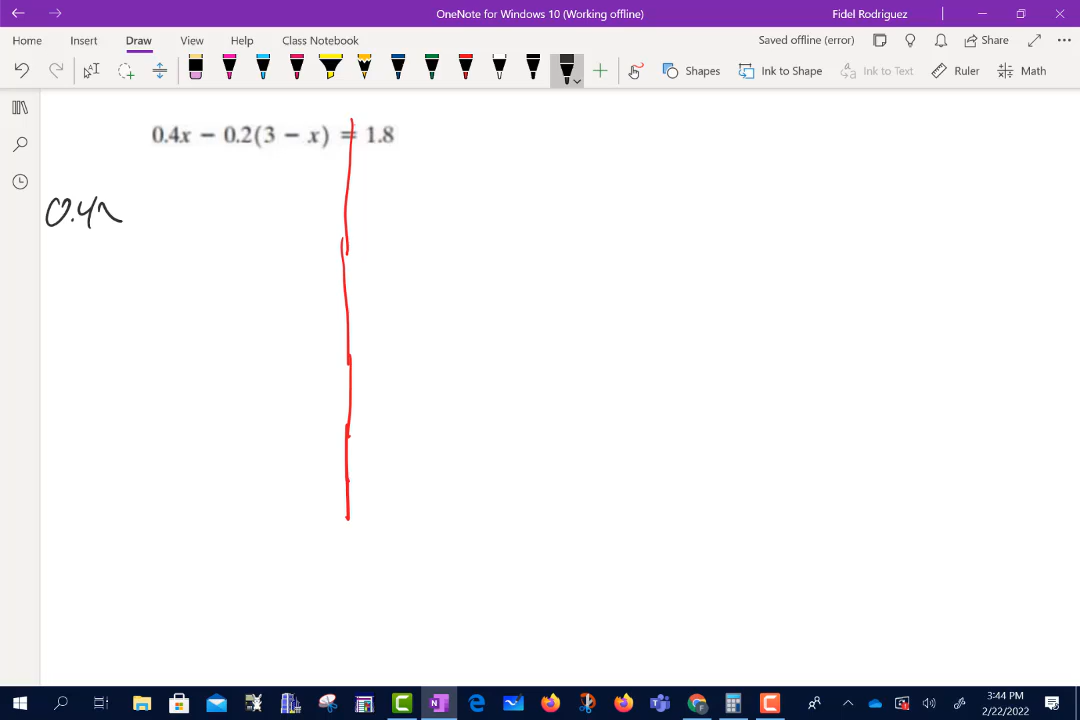 OneNote for Windows 10 (Working offline)
Fidel Rodriguez
Home Insert Draw View Help Class Notebook
Saved offline (error)
Share
Shapes
Ink to Shape
Ink to Text
Ruler
Math
0.4x − 0.2(3 − x) = 1.8
0.4
3:44 PM
2/22/2022